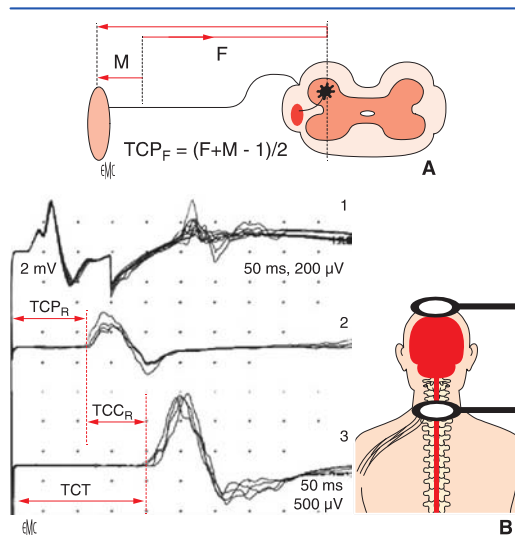 M
F
TCP_F = (F+M - 1)/2
EMC
A
1
2 mV
50 ms, 200 µV
TCP_R
2
TCC_R
3
TCT
50 ms
500 µV
EMC
B